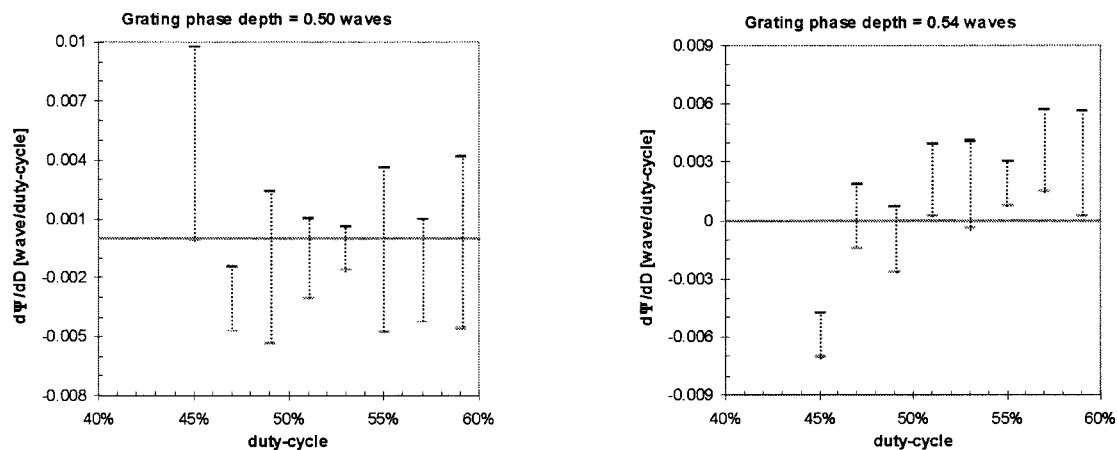 Grating phase depth = 0.50 waves
0.01
0.007
0.004
0.001
-0.002
-0.005
-0.008
dΨ/dD [wave/duty-cycle]
40% 45% 50% 55% 60%
duty-cycle
Grating phase depth = 0.54 waves
0.009
0.006
0.003
0
-0.003
-0.006
-0.009
dΨ/dD [wave/duty-cycle]
40% 45% 50% 55% 60%
duty-cycle